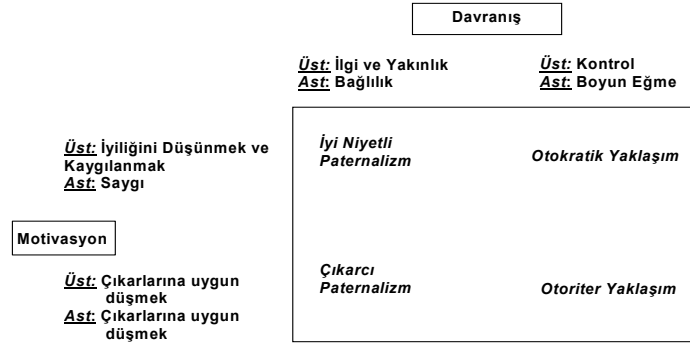 Davranış
Üst: İlgi ve Yakınlık
Ast: Bağlılık
Üst: Kontrol
Ast: Boyun Eğme
Üst: İyiliğini Düşünmek ve
Kaygılanmak
Ast: Saygı
İyi Niyetli
Paternalizm
Otokratik Yaklaşım
Motivasyon
Üst: Çıkarlarına uygun
düşmek
Ast: Çıkarlarına uygun
düşmek
Çıkarcı
Paternalizm
Otoriter Yaklaşım